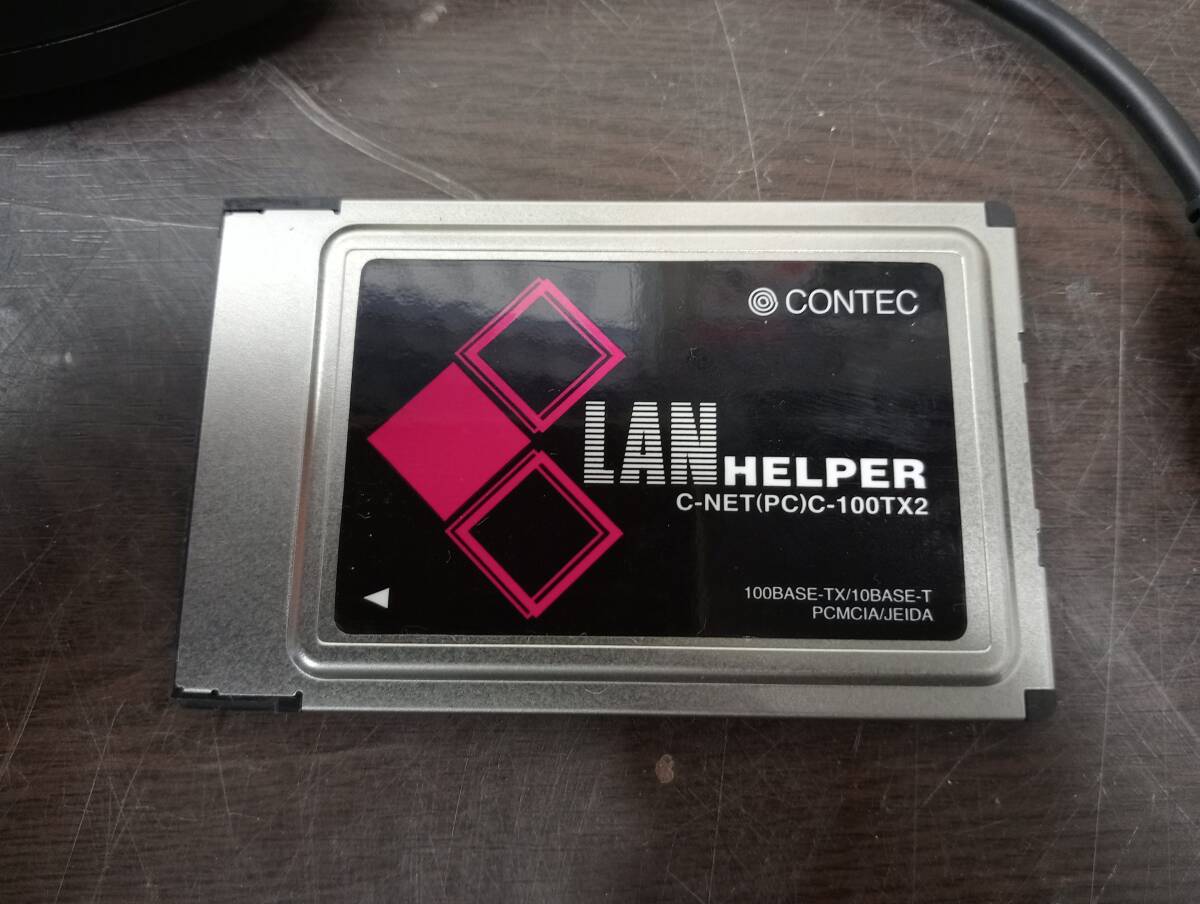 CONTEC
LAN HELPER
C-NET(PC)C-100TX2
100BASE-TX/10BASE-T
PCMCIA/JEIDA